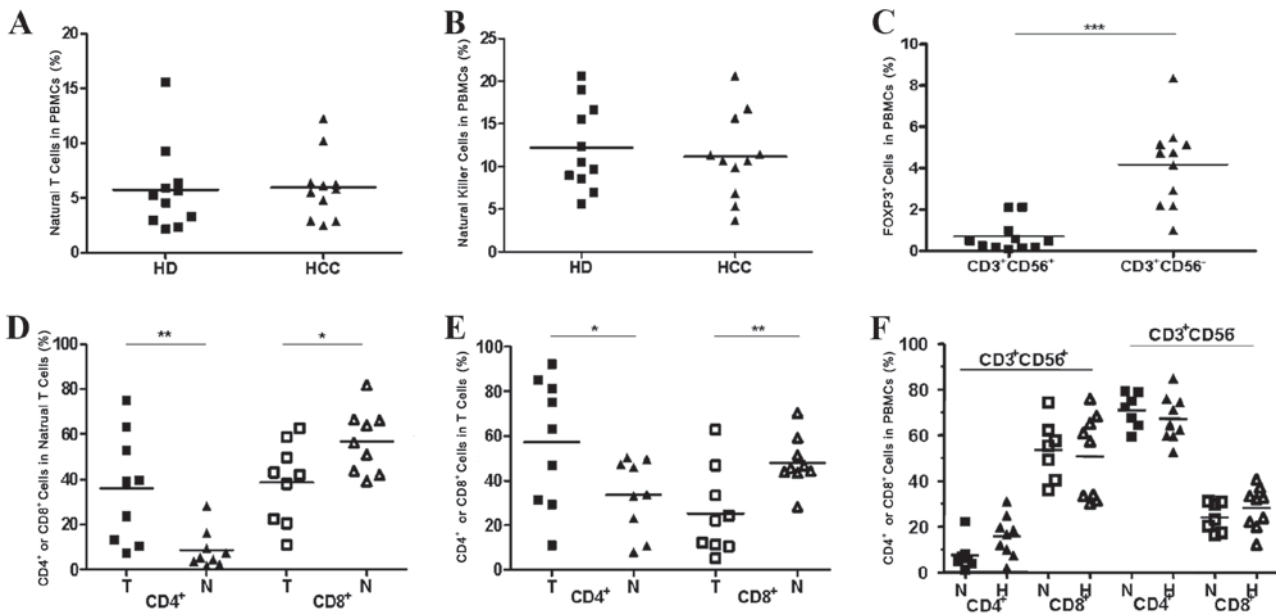 A
Natural T Cells in PBMCs (%)
20
15
10
5
0
HD
HCC
B
Natural Killer Cells in PBMCs (%)
25
20
15
10
5
0
HD
HCC
C
***
FOXP3⁺ Cells in PBMCs (%)
10
8
6
4
2
0
CD3⁺CD56⁺
CD3⁺CD56⁻
D
**
*
CD4⁺ or CD8⁺ Cells in Natrual T Cells (%)
100
80
60
40
20
0
T
N
T
N
CD4⁺
CD8⁺
E
*
**
CD4⁺ or CD8⁺ Cells in T Cells (%)
100
80
60
40
20
0
T
N
T
N
CD4⁺
CD8⁺
F
CD3⁺CD56⁺
CD3⁺CD56⁻
CD4⁺ or CD8⁺ Cells in PBMCs (%)
100
80
60
40
20
0
N
H
N
H
N
H
N
H
CD4⁺
CD8⁺
CD4⁺
CD8⁺